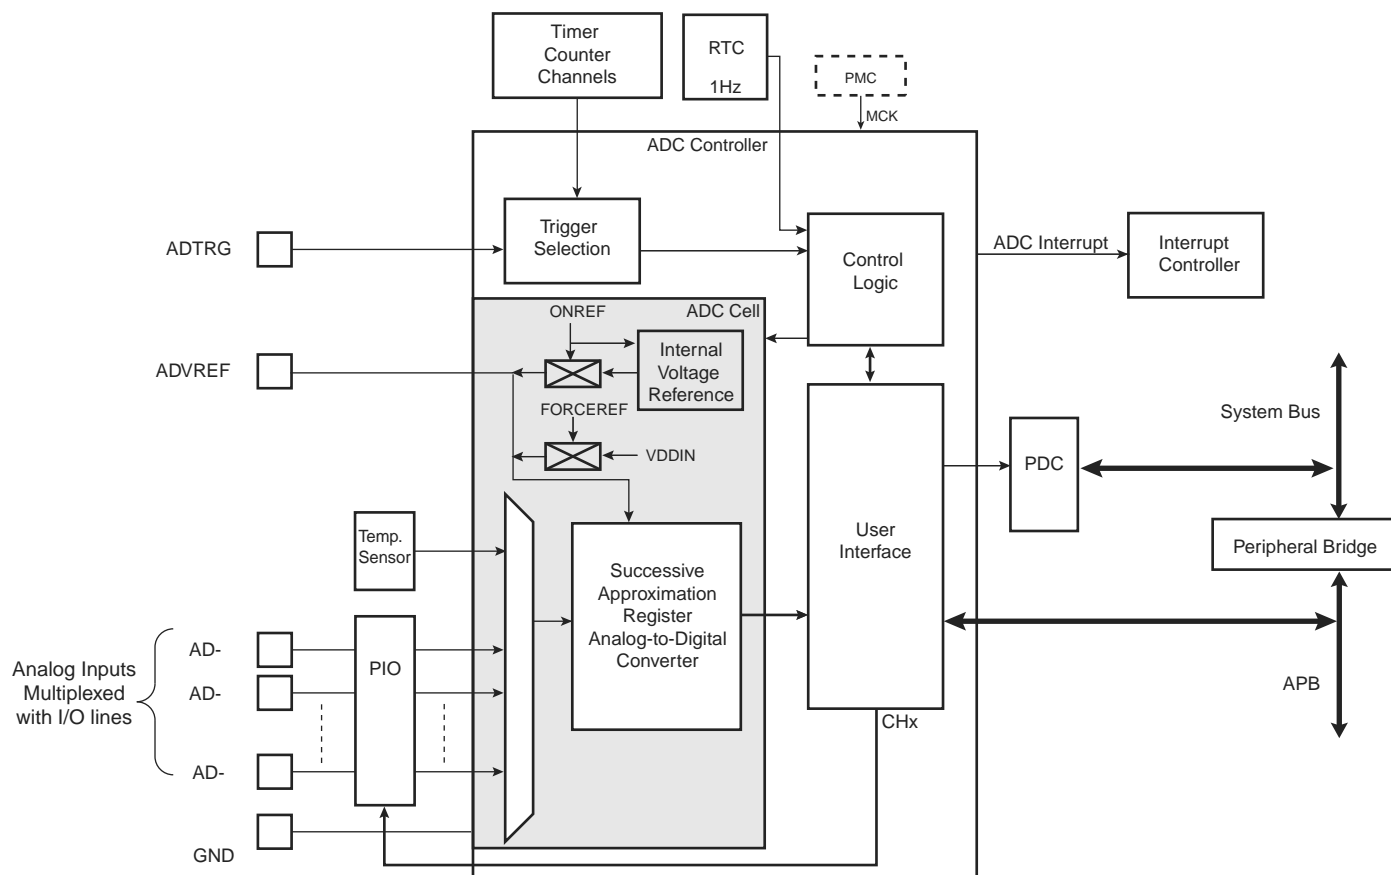 Timer
Counter
Channels
RTC
1Hz
PMC
MCK
ADC Controller
ADTRG
Trigger
Selection
Control
Logic
ADC Interrupt
Interrupt
Controller
ADC Cell
ONREF
ADVREF
Internal
Voltage
Reference
FORCEREF
VDDIN
System Bus
PDC
User
Interface
Peripheral Bridge
Temp.
Sensor
Successive
Approximation
Register
Analog-to-Digital
Converter
Analog Inputs
Multiplexed
with I/O lines
AD-
AD-
AD-
PIO
APB
CHx
GND